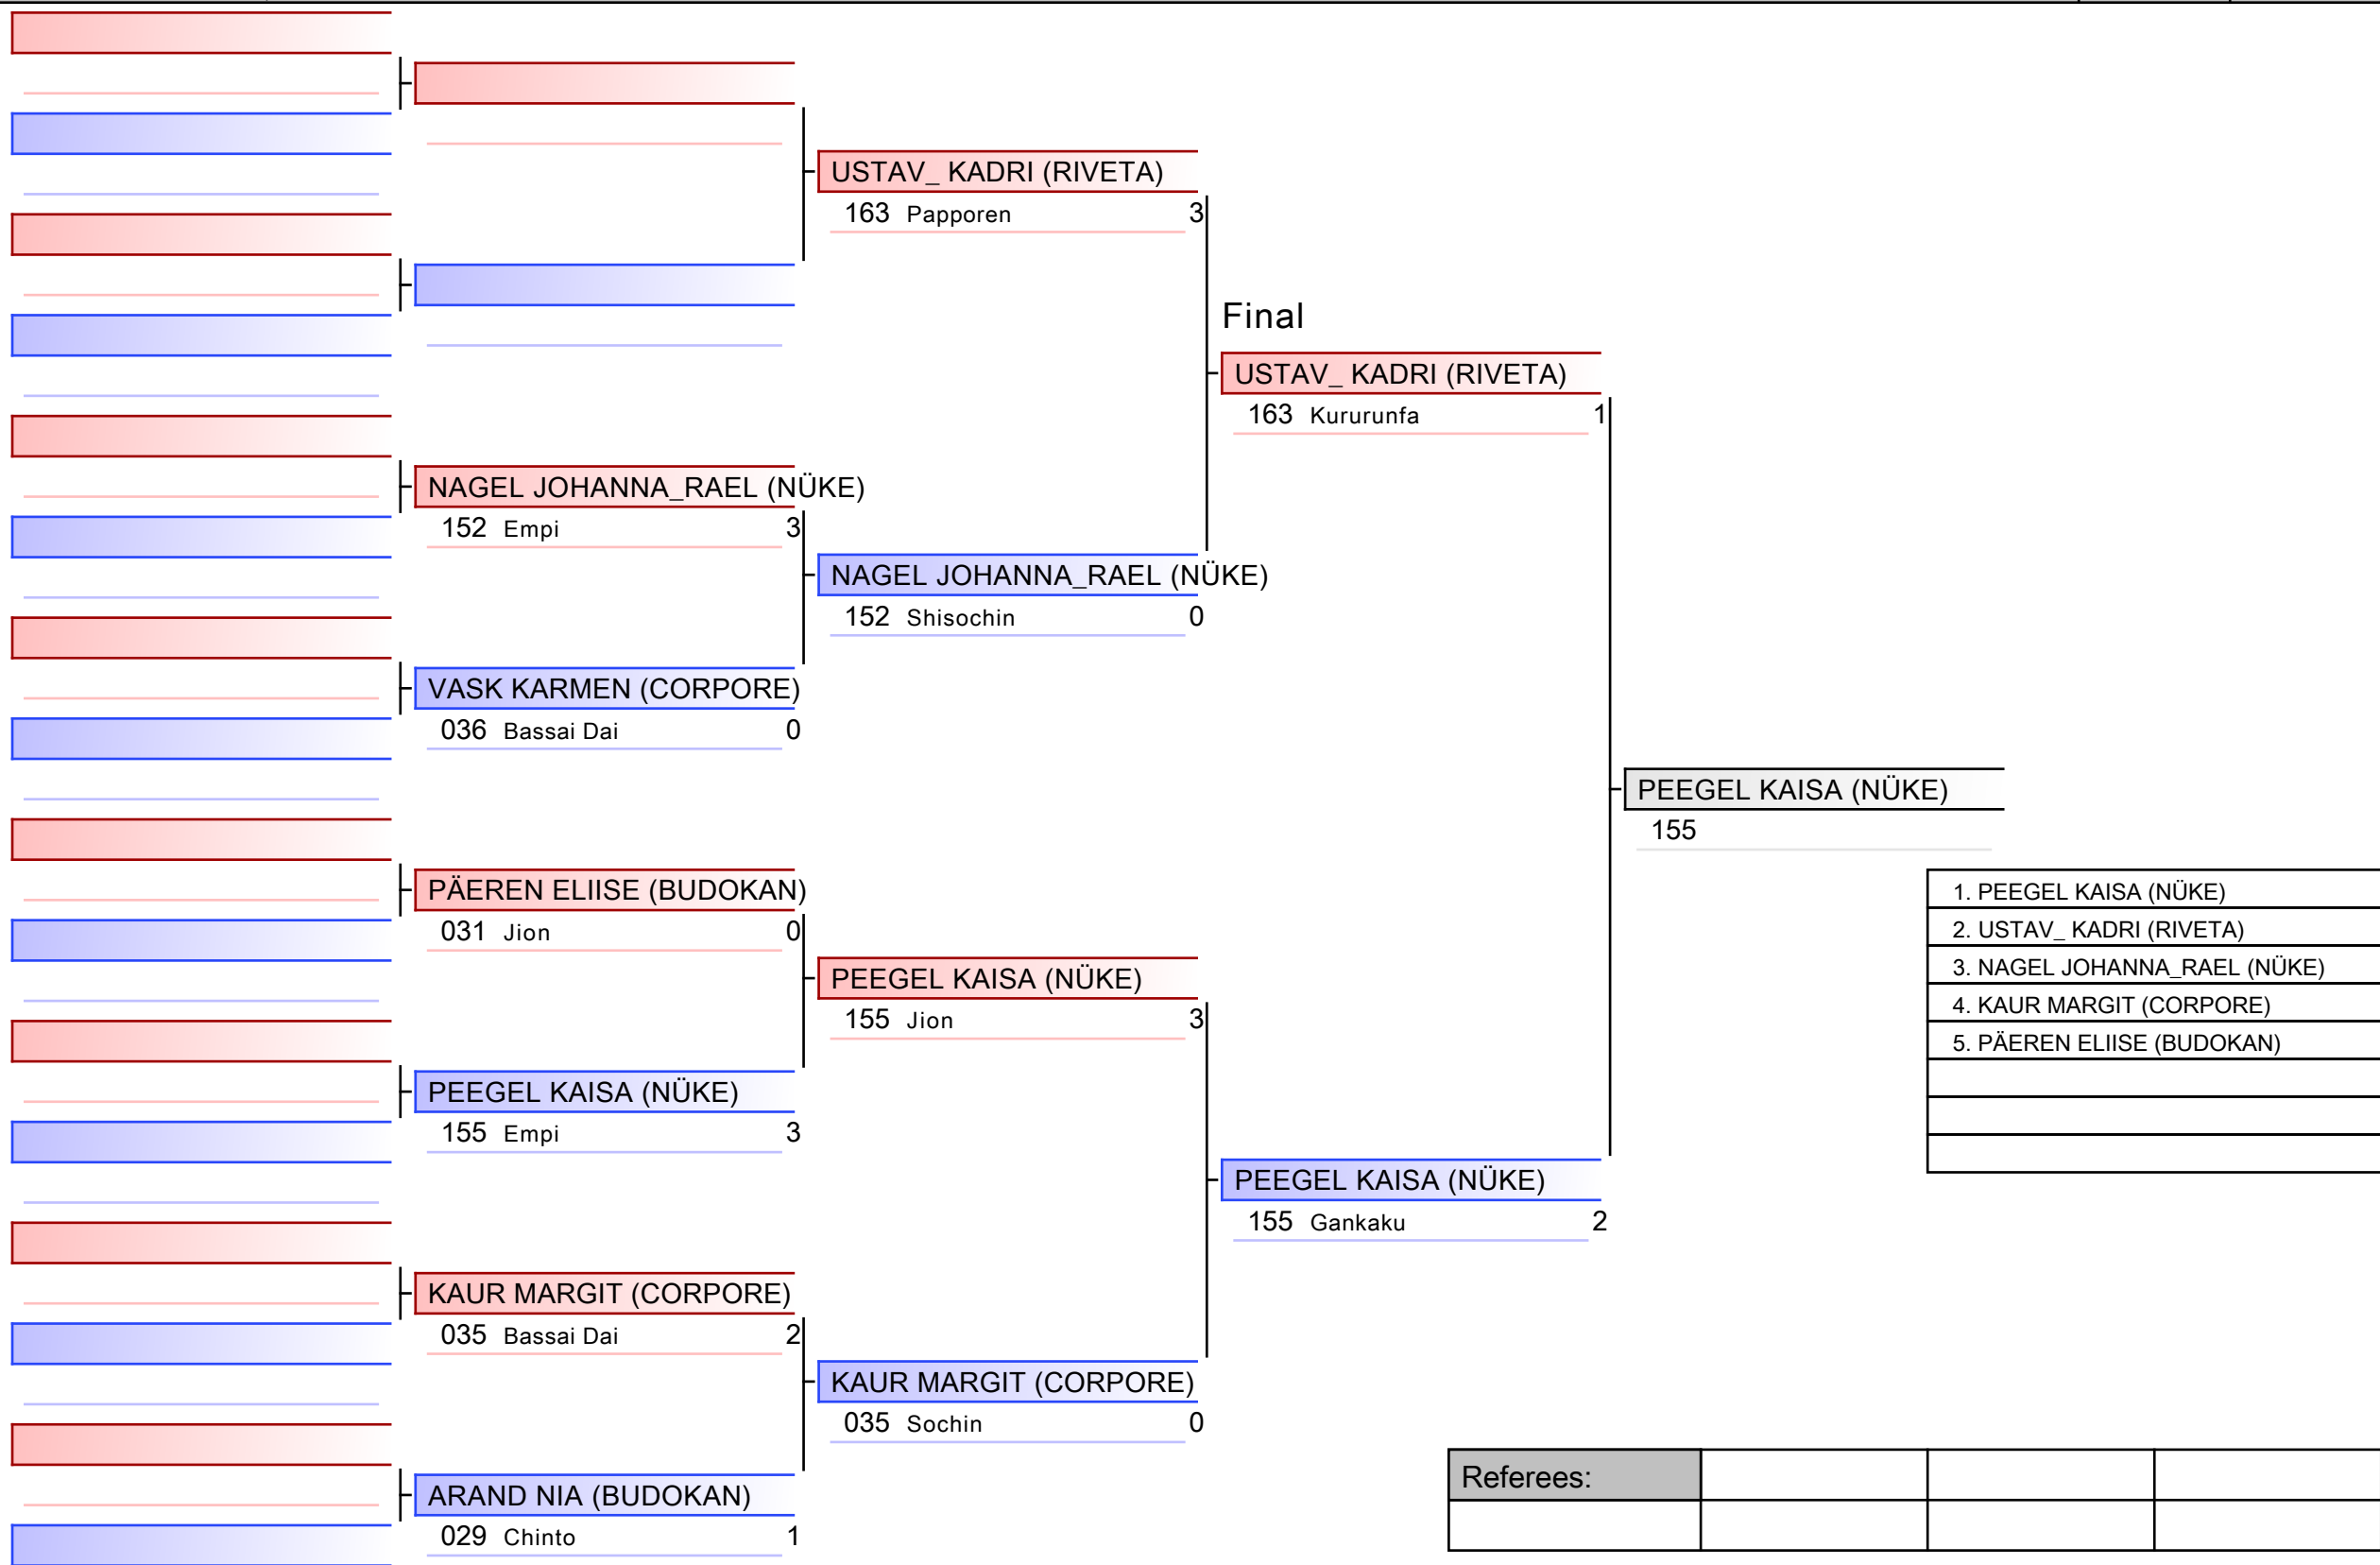 USTAV_ KADRI (RIVETA)
163 Papporen 3
Final
USTAV_ KADRI (RIVETA)
163 Kururunfa 1
NAGEL JOHANNA_RAEL (NÜKE)
152 Empi 3
NAGEL JOHANNA_RAEL (NÜKE)
152 Shisochin 0
VASK KARMEN (CORPORE)
036 Bassai Dai 0
PEEGEL KAISA (NÜKE)
155
PÄEREN ELIISE (BUDOKAN)
031 Jion 0
1. PEEGEL KAISA (NÜKE)
2. USTAV_ KADRI (RIVETA)
3. NAGEL JOHANNA_RAEL (NÜKE)
4. KAUR MARGIT (CORPORE)
5. PÄEREN ELIISE (BUDOKAN)
PEEGEL KAISA (NÜKE)
155 Jion 3
PEEGEL KAISA (NÜKE)
155 Empi 3
PEEGEL KAISA (NÜKE)
155 Gankaku 2
KAUR MARGIT (CORPORE)
035 Bassai Dai 2
KAUR MARGIT (CORPORE)
035 Sochin 0
ARAND NIA (BUDOKAN)
029 Chinto 1
Referees: